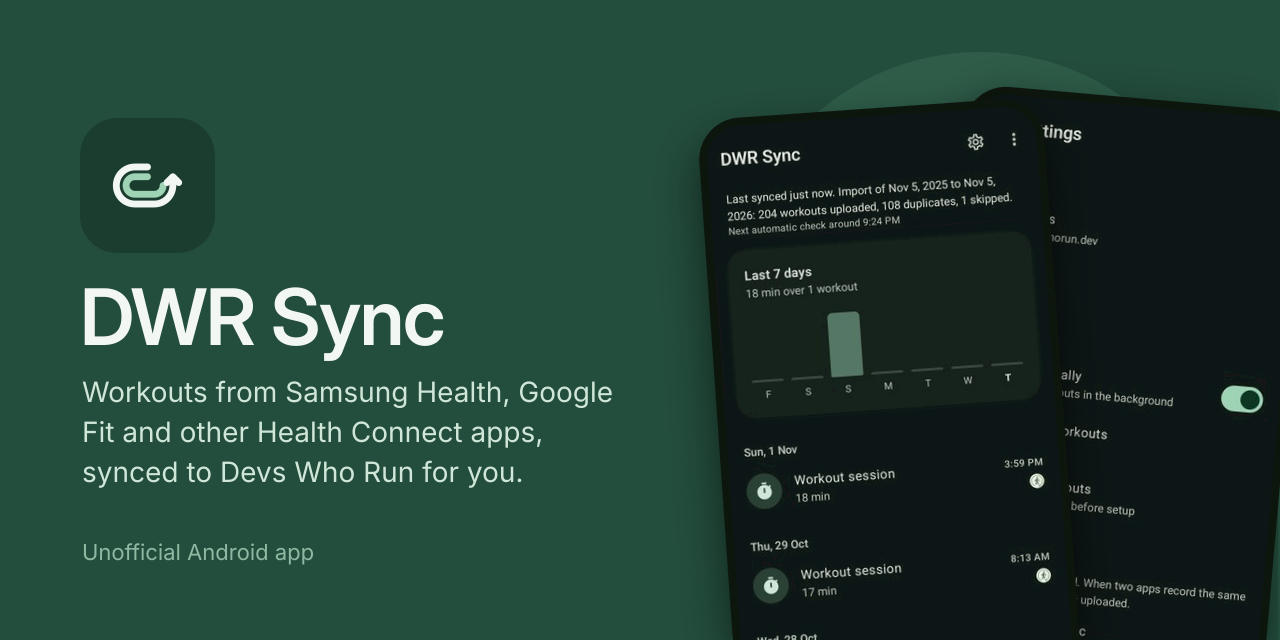 DWR Sync
Workouts from Samsung Health, Google
Fit and other Health Connect apps,
synced to Devs Who Run for you.
Unofficial Android app
DWR Sync
Last synced just now. Import of Nov 5, 2025 to Nov 5,
2026: 204 workouts uploaded, 108 duplicates, 1 skipped.
Next automatic check around 9:24 PM
Last 7 days
18 min over 1 workout
F S S M T W T
Sun, 1 Nov
Workout session
3:59 PM
18 min
Thu, 29 Oct
Workout session
8:13 AM
17 min
Wed, 28 Oct
tings
s
horun.dev
ally
outs in the background
orkouts
outs
before setup
. When two apps record the same
uploaded.
c